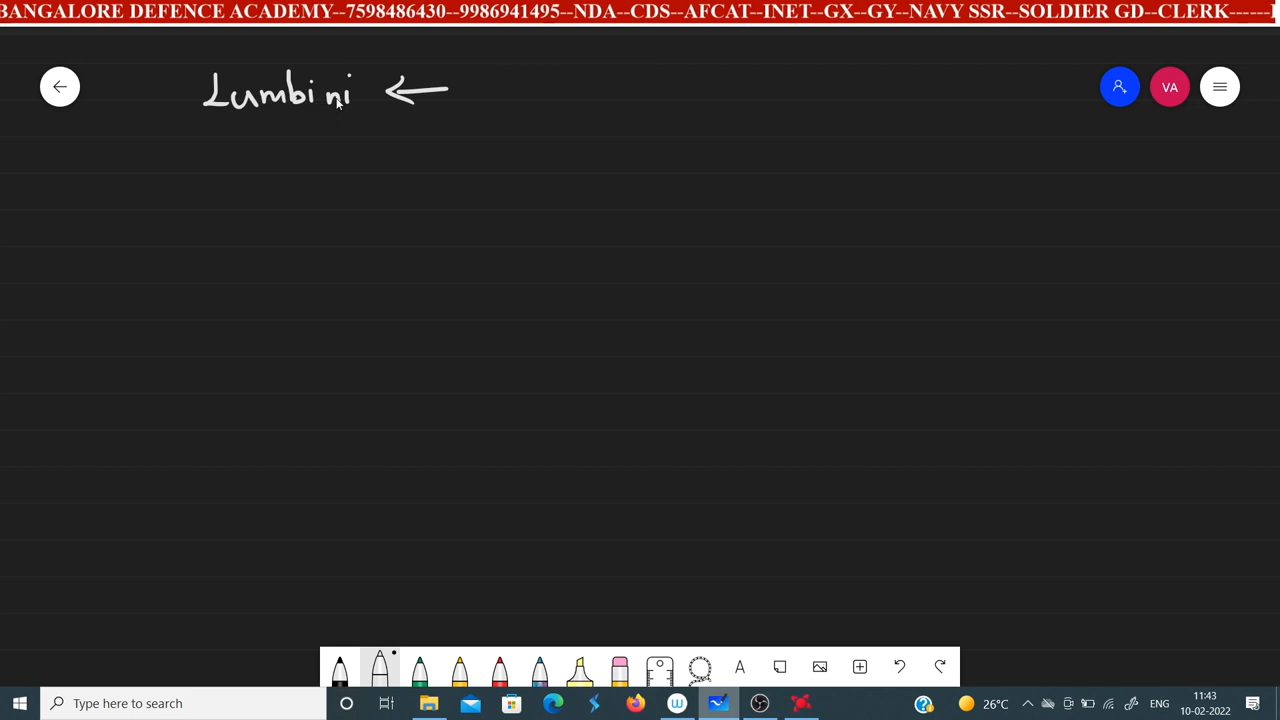 BANGALORE DEFENCE ACADEMY--7598486430--9986941495--NDA--CDS--AFCAT--INET--GX--GY--NAVY SSR--SOLDIER GD--CLERK------
Lumbini ←
VA
A
Type here to search
26°C
ENG
11:43
10-02-2022